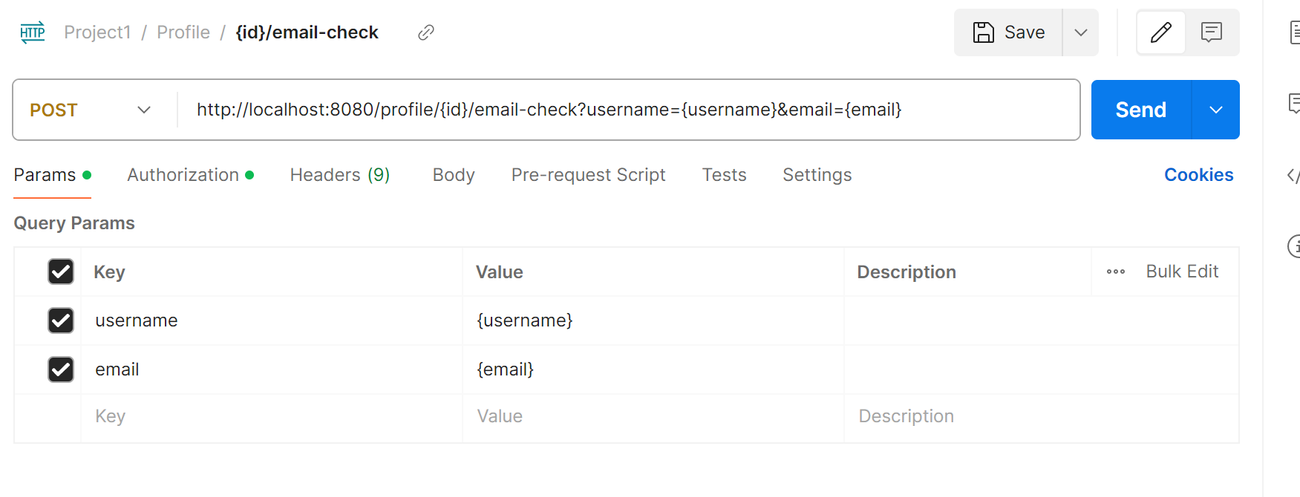 HTTP Project1 / Profile / {id}/email-check Save
POST http://localhost:8080/profile/{id}/email-check?username={username}&email={email} Send
Params Authorization Headers (9) Body Pre-request Script Tests Settings Cookies
Query Params
Key Value Description Bulk Edit
username {username}
email {email}
Key Value Description